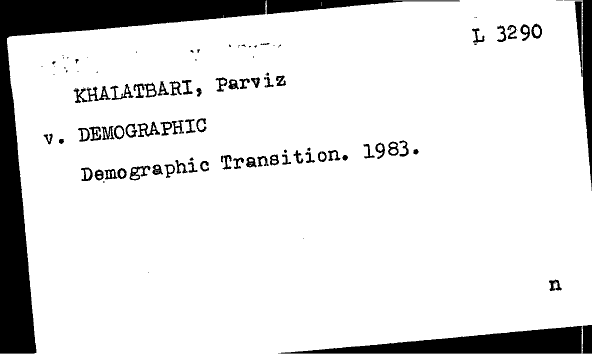 L 3290
KHALATBARI, Parviz
v. DEMOGRAPHIC
Demographic Transition. 1983.
n